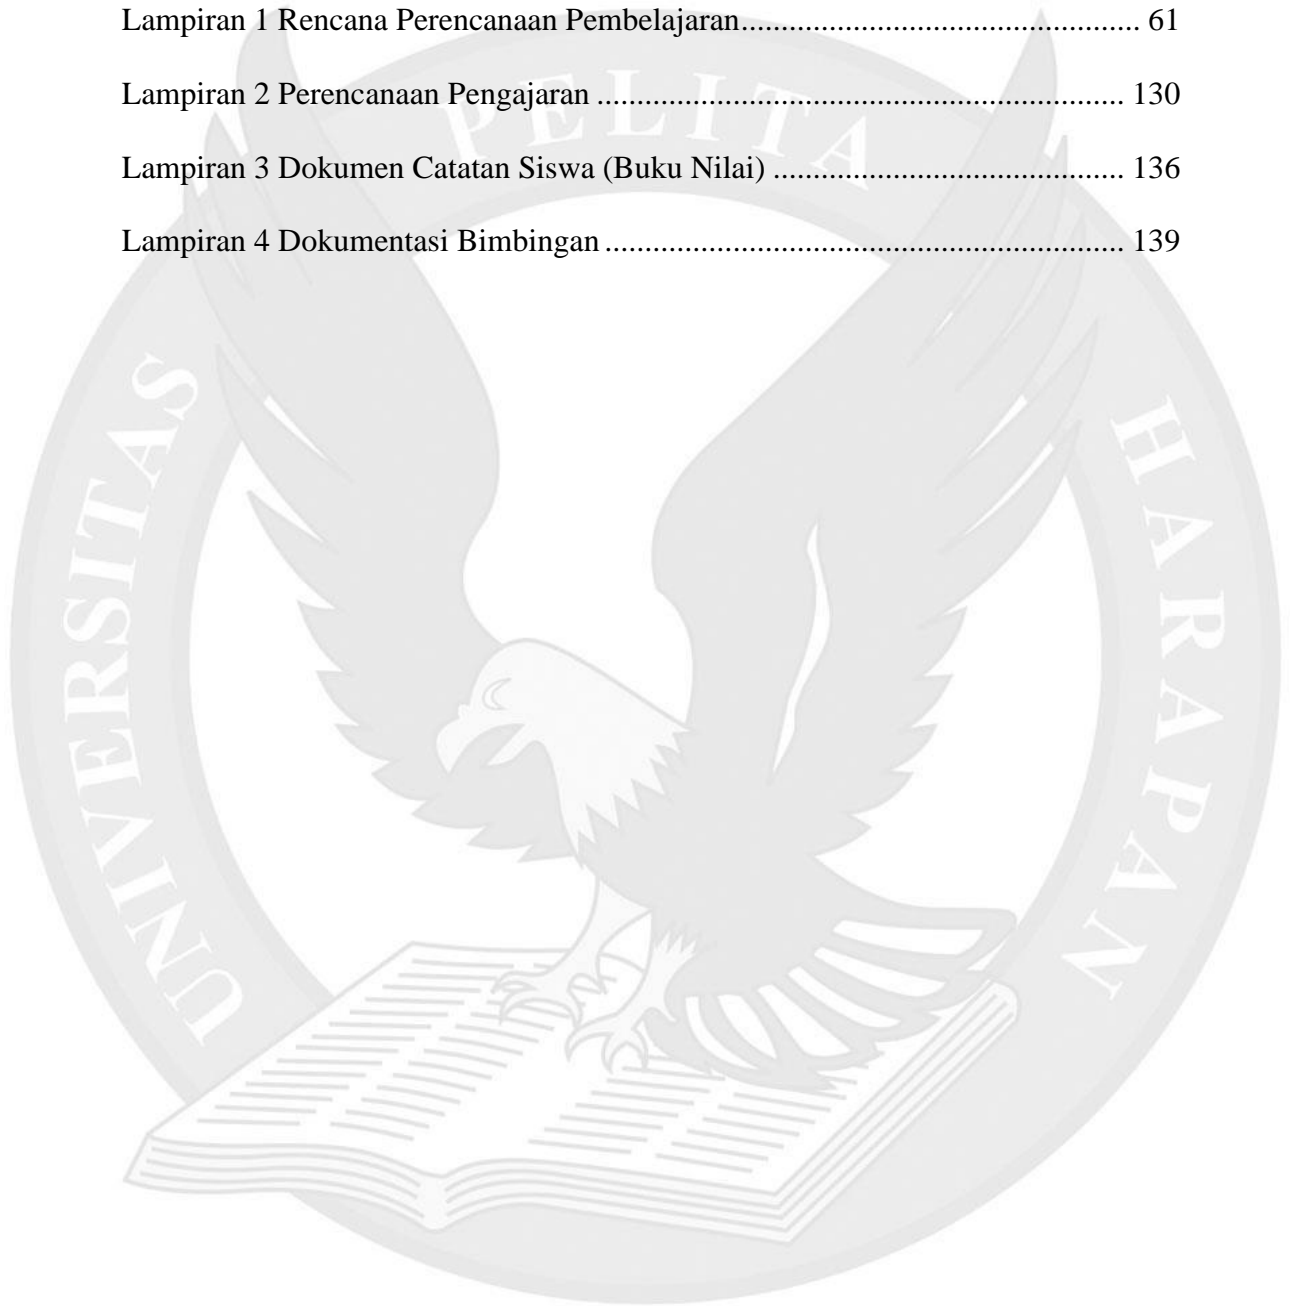 Lampiran 1 Rencana Perencanaan Pembelajaran.................................................. 61
Lampiran 2 Perencanaan Pengajaran .................................................................. 130
Lampiran 3 Dokumen Catatan Siswa (Buku Nilai) ............................................ 136
Lampiran 4 Dokumentasi Bimbingan ................................................................. 139
UNIVERSITAS PELITA HARAPAN